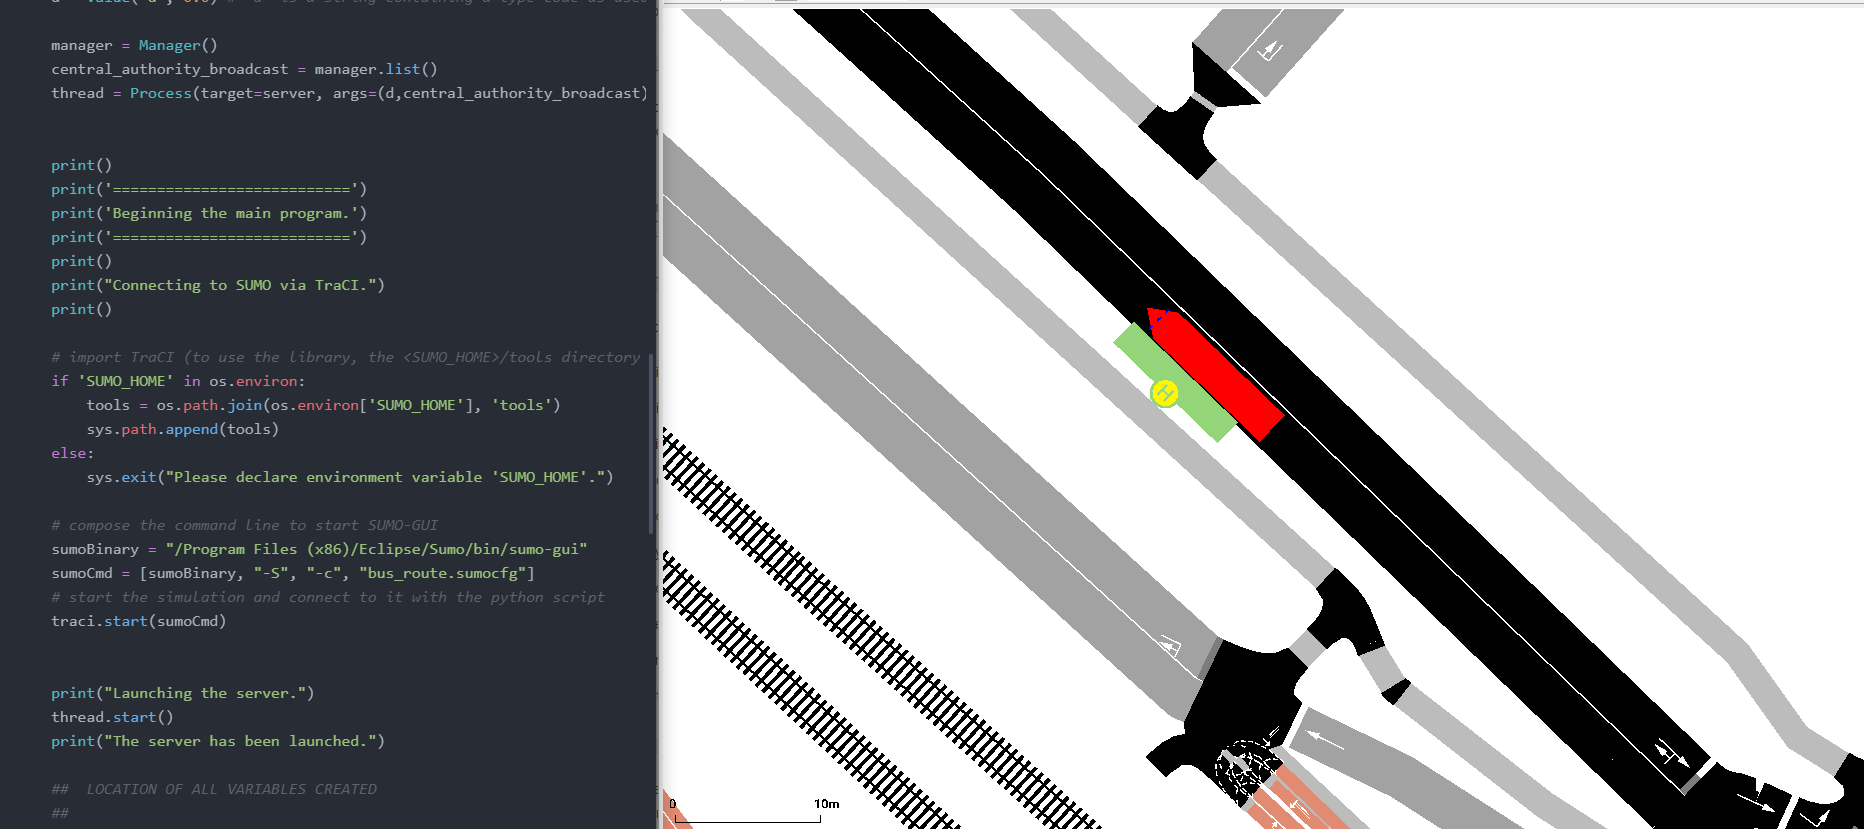 manager = Manager()
central_authority_broadcast = manager.list()
thread = Process(target=server, args=(d,central_authority_broadcast)
print()
print('===========================')
print('Beginning the main program.')
print('===========================')
print()
print("Connecting to SUMO via TraCI.")
print()
# import TraCI (to use the library, the <SUMO_HOME>/tools directory
if 'SUMO_HOME' in os.environ:
    tools = os.path.join(os.environ['SUMO_HOME'], 'tools')
    sys.path.append(tools)
else:
    sys.exit("Please declare environment variable 'SUMO_HOME'.")
# compose the command line to start SUMO-GUI
sumoBinary = "/Program Files (x86)/Eclipse/Sumo/bin/sumo-gui"
sumoCmd = [sumoBinary, "-S", "-c", "bus_route.sumocfg"]
# start the simulation and connect to it with the python script
traci.start(sumoCmd)
print("Launching the server.")
thread.start()
print("The server has been launched.")
##  LOCATION OF ALL VARIABLES CREATED
##
H
0 10m